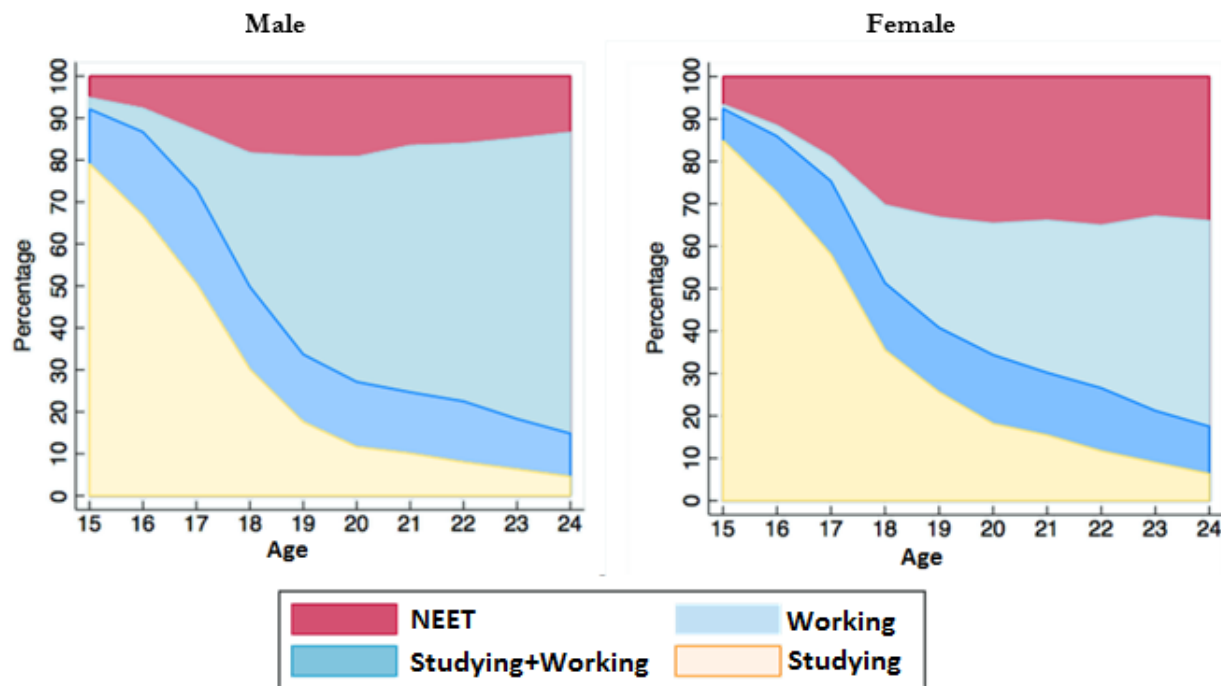 Male
Female
Percentage
0 10 20 30 40 50 60 70 80 90 100
15 16 17 18 19 20 21 22 23 24
Age
Percentage
0 10 20 30 40 50 60 70 80 90 100
15 16 17 18 19 20 21 22 23 24
Age
NEET
Working
Studying+Working
Studying